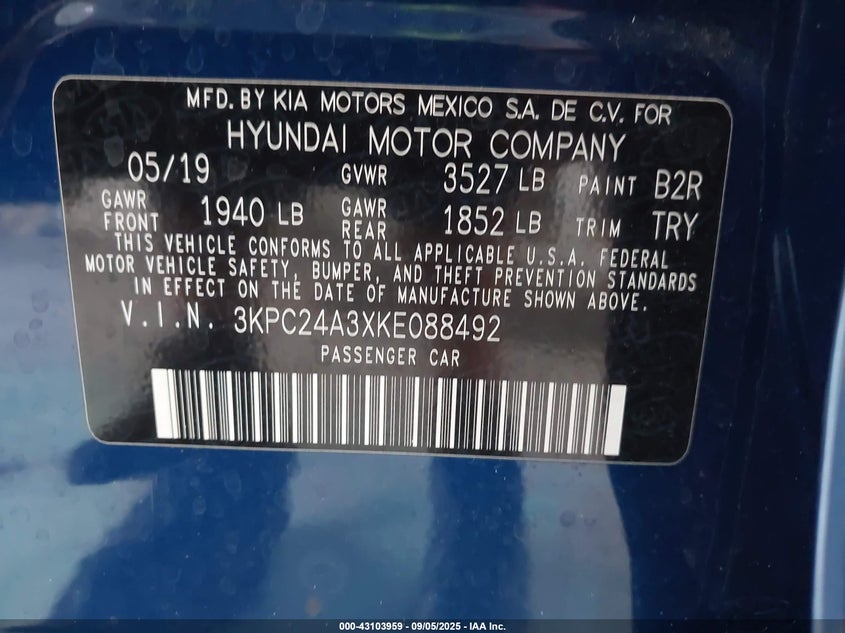 MFD. BY KIA MOTORS MEXICO S.A. DE C.V. FOR
HYUNDAI MOTOR COMPANY
05/19 GVWR 3527 LB PAINT B2R
GAWR FRONT 1940 LB GAWR REAR 1852 LB TRIM TRY
THIS VEHICLE CONFORMS TO ALL APPLICABLE U.S.A. FEDERAL
MOTOR VEHICLE SAFETY, BUMPER, AND THEFT PREVENTION STANDARDS
IN EFFECT ON THE DATE OF MANUFACTURE SHOWN ABOVE.
V.I.N. 3KPC24A3XKE088492
PASSENGER CAR
000-43103959 - 09/05/2025 - IAA Inc.